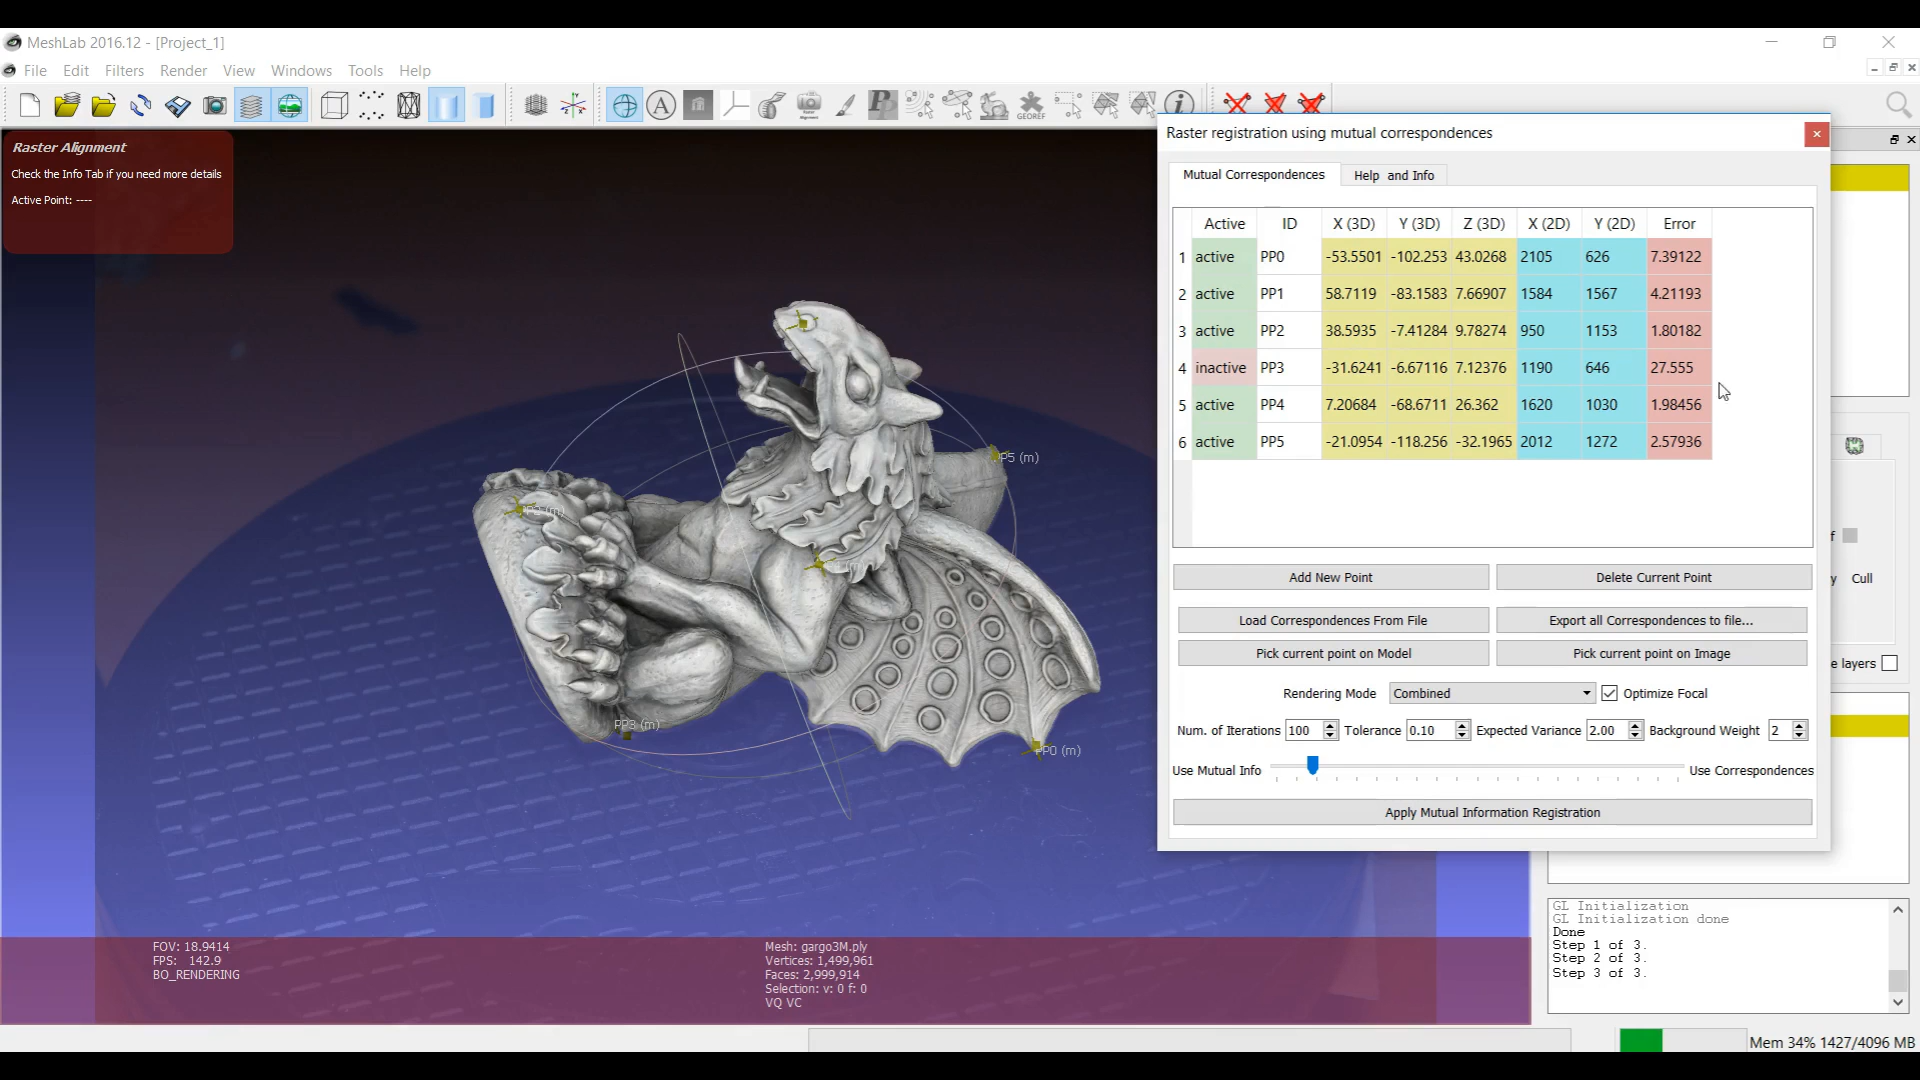 MeshLab 2016.12 - [Project_1]
File Edit Filters Render View Windows Tools Help
A
P
GEOREF
i
Raster Alignment
Check the Info Tab if you need more details
Active Point: ----
Raster registration using mutual correspondences
Mutual Correspondences Help and Info
Active ID X (3D) Y (3D) Z (3D) X (2D) Y (2D) Error
1 active PP0 -53.5501 -102.253 43.0268 2105 626 7.39122
2 active PP1 58.7119 -83.1583 7.66907 1584 1567 4.21193
3 active PP2 38.5935 -7.41284 9.78274 950 1153 1.80182
4 inactive PP3 -31.6241 -6.67116 7.12376 1190 646 27.555
5 active PP4 7.20684 -68.6711 26.362 1620 1030 1.98456
6 active PP5 -21.0954 -118.256 -32.1965 2012 1272 2.57936
Add New Point Delete Current Point
Load Correspondences From File Export all Correspondences to file...
Pick current point on Model Pick current point on Image
Rendering Mode Combined Optimize Focal
Num. of Iterations 100 Tolerance 0.10 Expected Variance 2.00 Background Weight 2
Use Mutual Info Use Correspondences
Apply Mutual Information Registration
Cull
e layers
PP5 (m)
PP3 (m)
PP0 (m)
FOV: 18.9414
FPS: 142.9
BO_RENDERING
Mesh: gargo3M.ply
Vertices: 1,499,961
Faces: 2,999,914
Selection: v: 0 f: 0
VQ VC
GL Initialization
GL Initialization done
Done
Step 1 of 3.
Step 2 of 3.
Step 3 of 3.
Mem 34% 1427/4096 MB